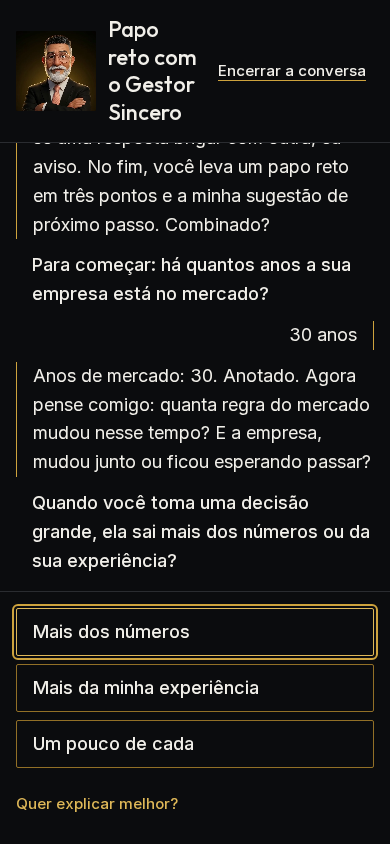 Papo
reto com
o Gestor
Sincero
Encerrar a conversa
aviso. No fim, você leva um papo reto
em três pontos e a minha sugestão de
próximo passo. Combinado?
Para começar: há quantos anos a sua
empresa está no mercado?
30 anos
Anos de mercado: 30. Anotado. Agora
pense comigo: quanta regra do mercado
mudou nesse tempo? E a empresa,
mudou junto ou ficou esperando passar?
Quando você toma uma decisão
grande, ela sai mais dos números ou da
sua experiência?
Mais dos números
Mais da minha experiência
Um pouco de cada
Quer explicar melhor?